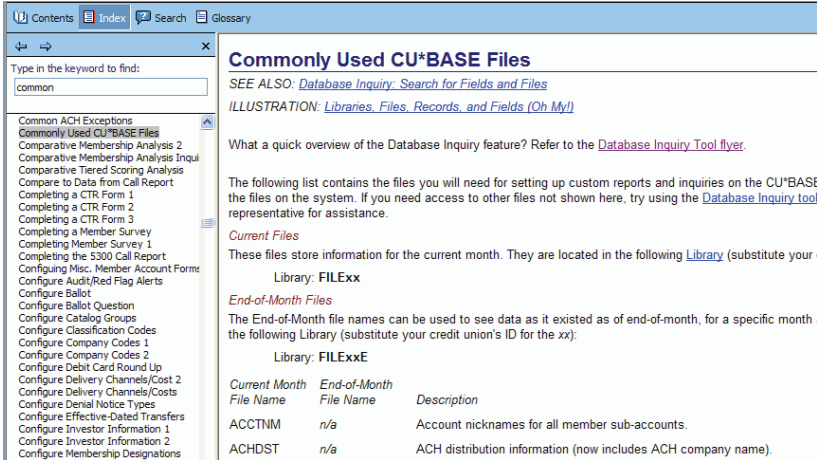 Contents Index Search Glossary
Type in the keyword to find:
common
Common ACH Exceptions
Commonly Used CU*BASE Files
Comparative Membership Analysis 2
Comparative Membership Analysis Inqui
Comparative Tiered Scoring Analysis
Compare to Data from Call Report
Completing a CTR Form 1
Completing a CTR Form 2
Completing a CTR Form 3
Completing a Member Survey
Completing Member Survey 1
Completing the 5300 Call Report
Configuing Misc. Member Account Forms
Configure Audit/Red Flag Alerts
Configure Ballot
Configure Ballot Question
Configure Catalog Groups
Configure Classification Codes
Configure Company Codes 1
Configure Company Codes 2
Configure Debit Card Round Up
Configure Delivery Channels/Cost 2
Configure Delivery Channels/Costs
Configure Denial Notice Types
Configure Effective-Dated Transfers
Configure Investor Information 1
Configure Investor Information 2
Configure Membership Designations
Commonly Used CU*BASE Files
SEE ALSO: Database Inquiry: Search for Fields and Files
ILLUSTRATION: Libraries, Files, Records, and Fields (Oh My!)
What a quick overview of the Database Inquiry feature? Refer to the Database Inquiry Tool flyer.
The following list contains the files you will need for setting up custom reports and inquiries on the CU*BASE
the files on the system. If you need access to other files not shown here, try using the Database Inquiry tool
representative for assistance.
Current Files
These files store information for the current month. They are located in the following Library (substitute your
Library: FILExx
End-of-Month Files
The End-of-Month file names can be used to see data as it existed as of end-of-month, for a specific month
the following Library (substitute your credit union's ID for the xx):
Library: FILExxE
Current Month End-of-Month
File Name File Name Description
ACCTNM n/a Account nicknames for all member sub-accounts.
ACHDST n/a ACH distribution information (now includes ACH company name).